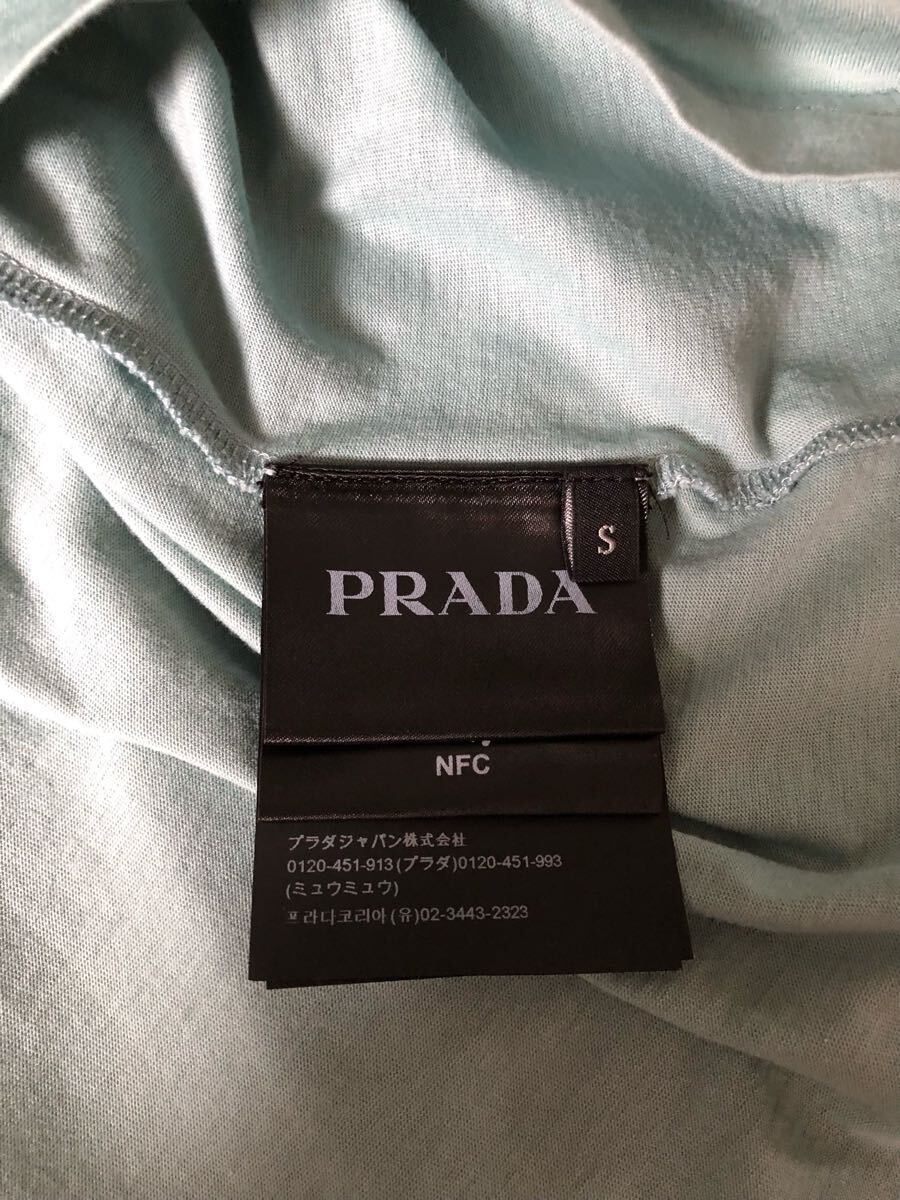 S
PRADA
NFC
プラダジャパン株式会社
0120-451-913(プラダ)0120-451-993
(ミュウミュウ)
프라다코리아(유)02-3443-2323